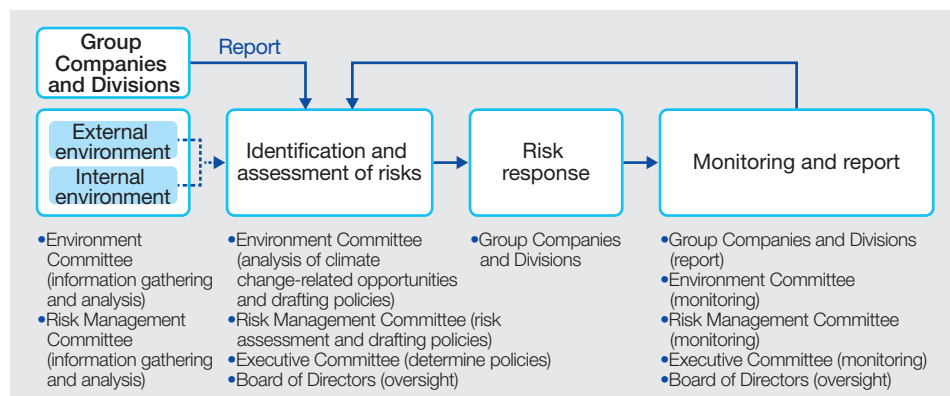 Group
Companies
and Divisions
Report
External
environment
Internal
environment
Identification and
assessment of risks
Risk
response
Monitoring and report
•Environment
Committee
(information gathering
and analysis)
•Risk Management
Committee
(information gathering
and analysis)
•Environment Committee
(analysis of climate
change-related opportunities
and drafting policies)
•Risk Management Committee (risk
assessment and drafting policies)
•Executive Committee (determine policies)
•Board of Directors (oversight)
•Group Companies
and Divisions
•Group Companies and Divisions
(report)
•Environment Committee
(monitoring)
•Risk Management Committee
(monitoring)
•Executive Committee (monitoring)
•Board of Directors (oversight)